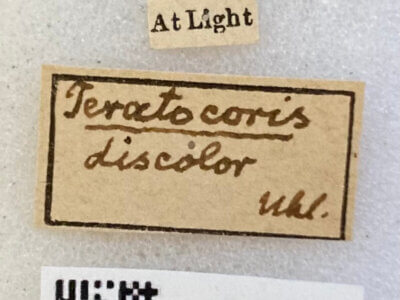 At Light
Teratocoris
discolor
Uhl.